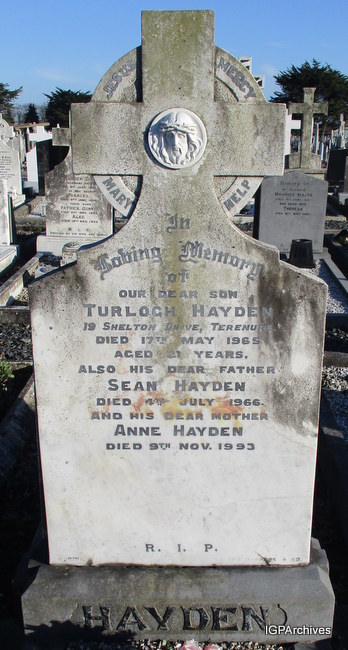 JESUS MERCY
MARY HELP
In
Loving Memory
of
OUR DEAR SON
TURLOGH HAYDEN
19 SHELTON DRIVE, TERENURE
DIED 17TH MAY 1965
AGED 21 YEARS.
ALSO HIS DEAR FATHER
SEAN HAYDEN
DIED 4TH JULY 1966.
AND HIS DEAR MOTHER
ANNE HAYDEN
DIED 9TH NOV. 1993
R. I. P.
HAYDEN
IGPArchives